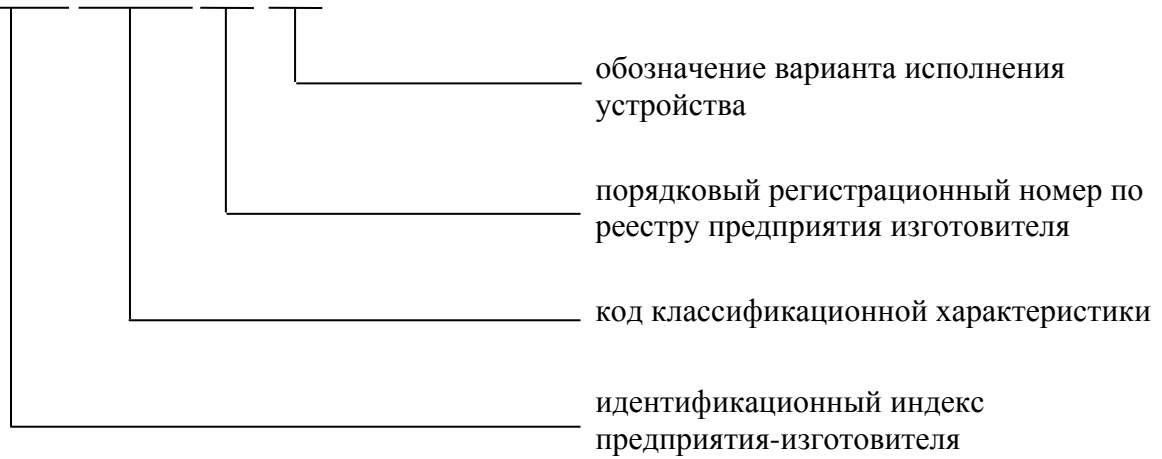 обозначение варианта исполнения
устройства
порядковый регистрационный номер по
реестру предприятия изготовителя
код классификационной характеристики
идентификационный индекс
предприятия-изготовителя